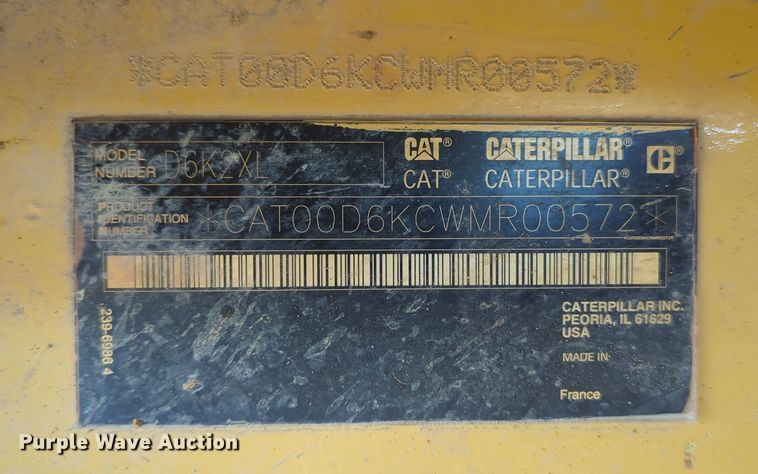 *CAT00D6KCWMR00572*
MODEL NUMBER D6K2XL
CAT® CATERPILLAR® C®
CAT® CATERPILLAR®
PRODUCT IDENTIFICATION NUMBER *CAT00D6KCWMR00572*
*CAT00D6KCWMR00572*
239-6986 4
CATERPILLAR INC.
PEORIA, IL 61629
USA
MADE IN
France
Purple Wave Auction